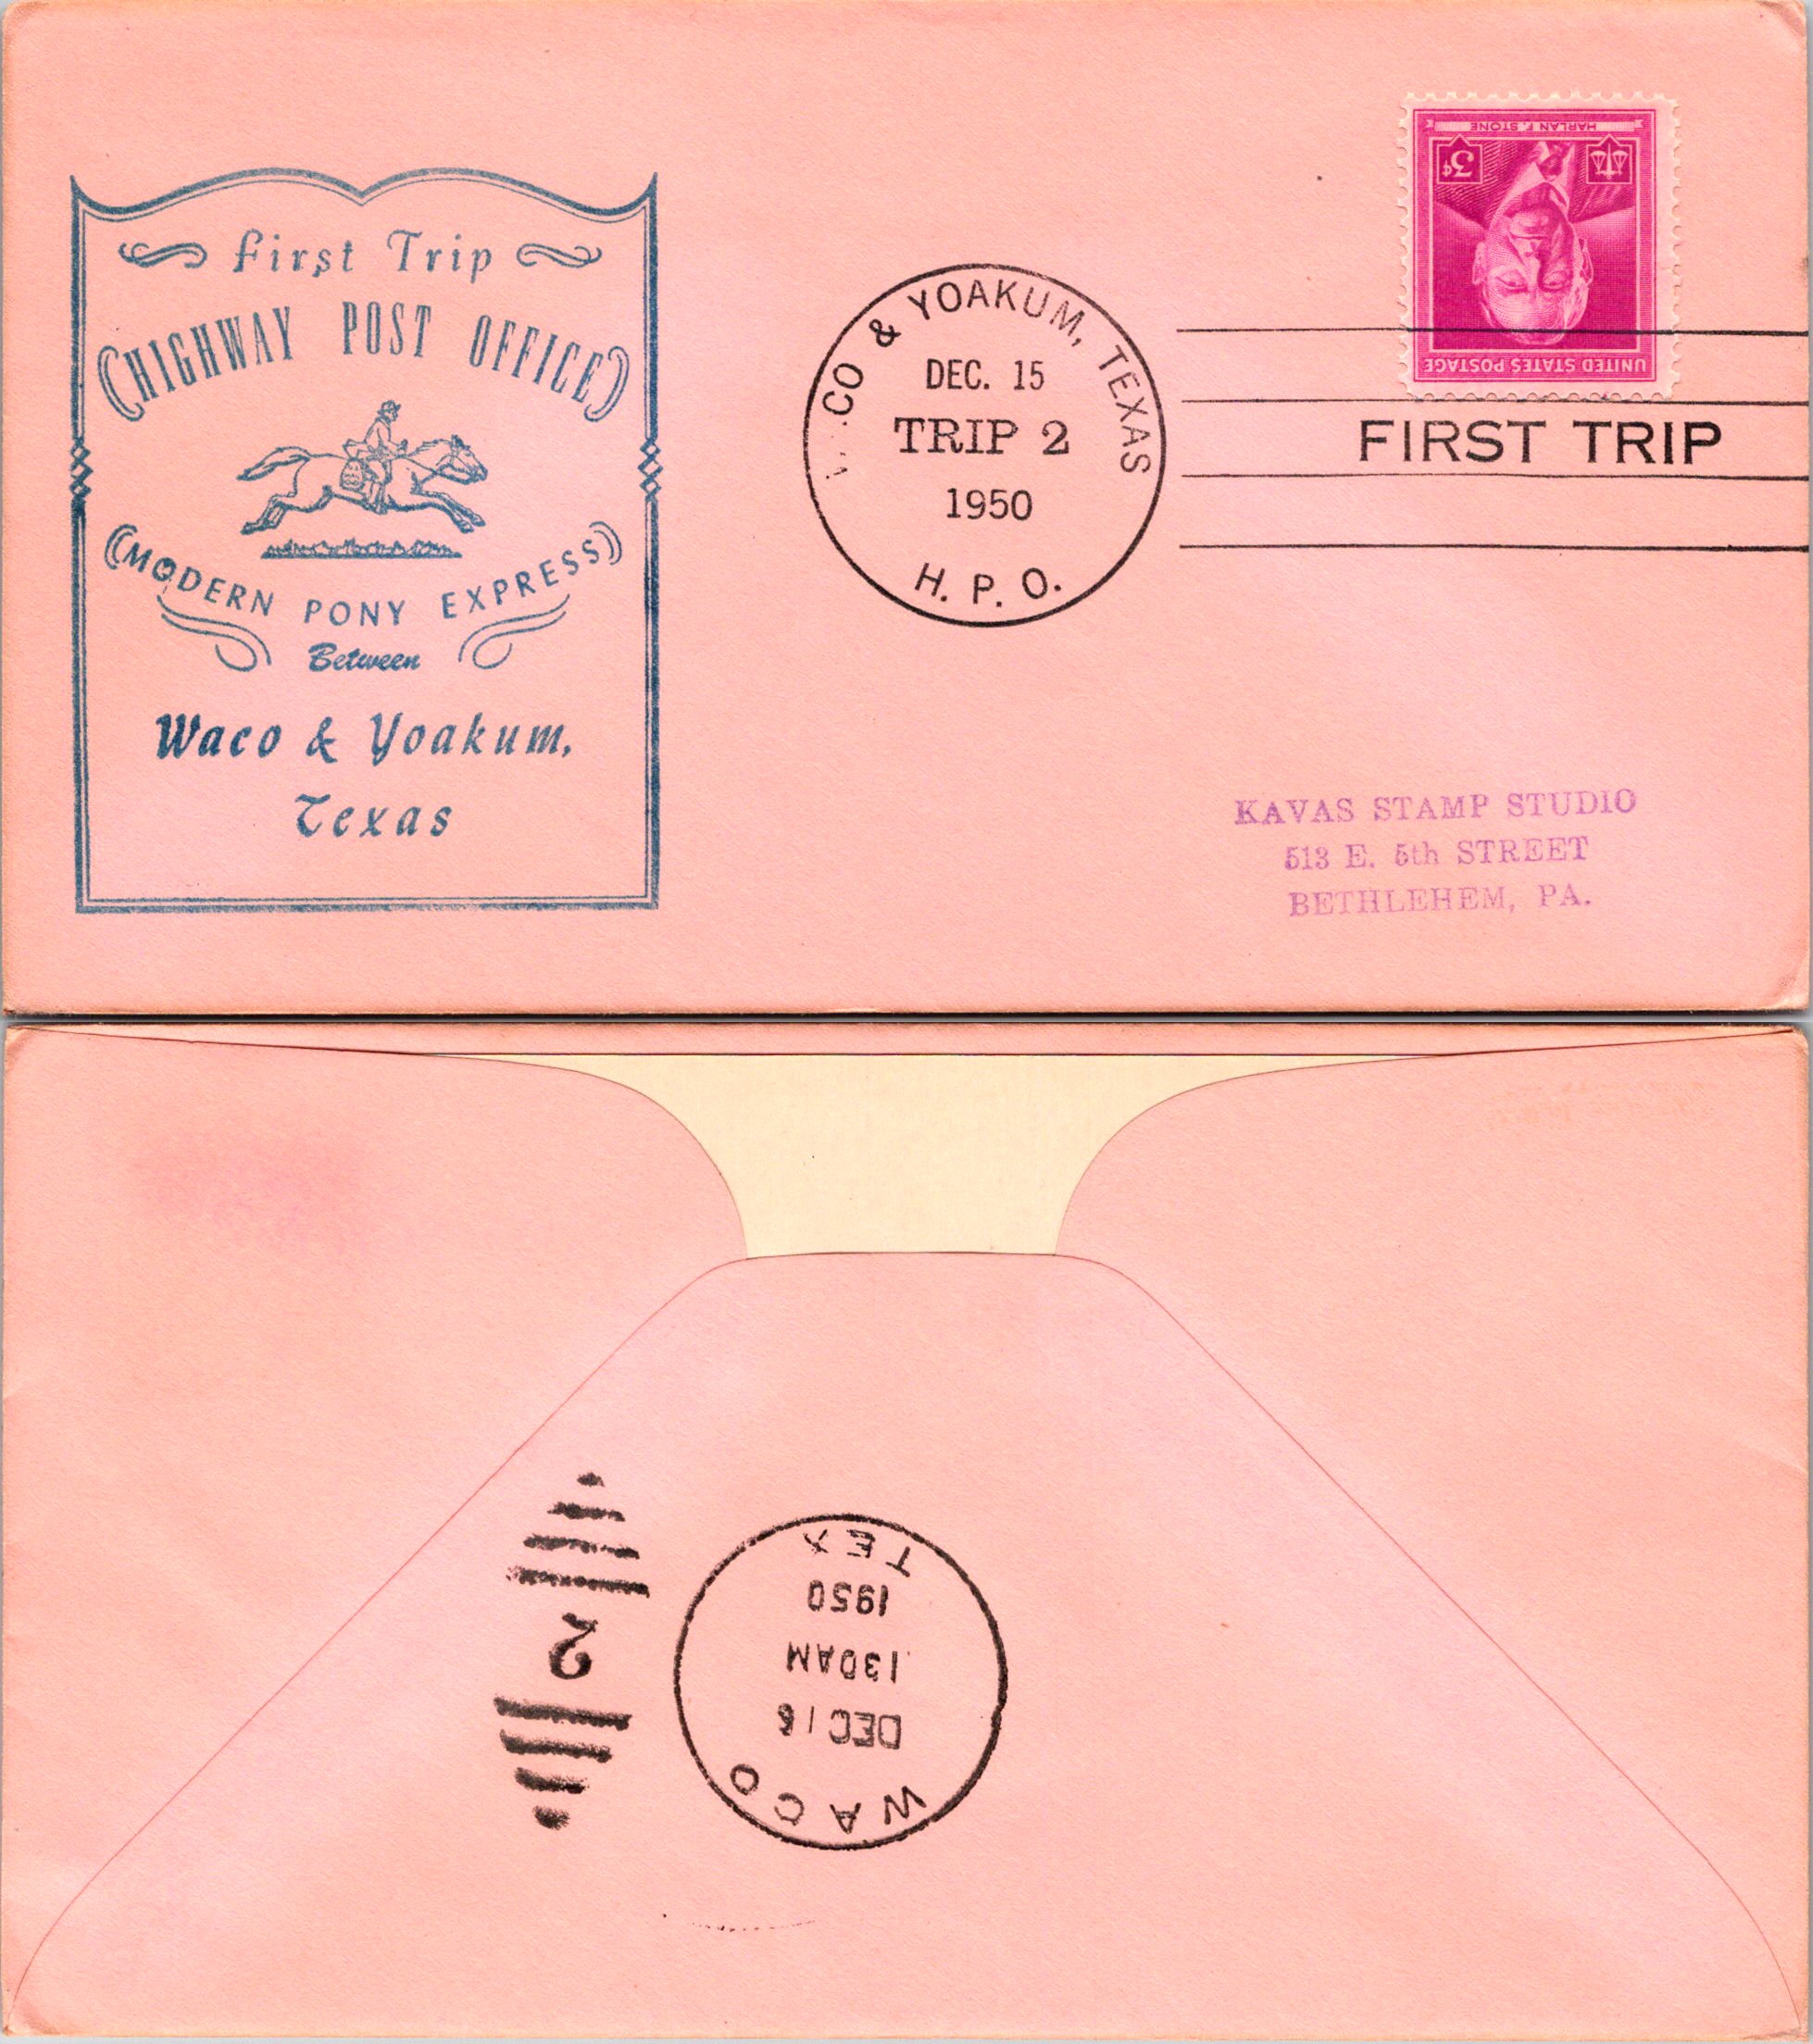 First Trip
HIGHWAY POST OFFICE
MODERN PONY EXPRESS
Between
Waco & Yoakum,
Texas
& YOAKUM, TEXAS
DEC. 15
TRIP 2
1950
H. P. O.
HARLAN F. STONE
3¢
UNITED STATES POSTAGE
FIRST TRIP
KAVAS STAMP STUDIO
513 E. 5th STREET
BETHLEHEM, PA.
WACO
DEC 16
130AM
1950
TEX
2